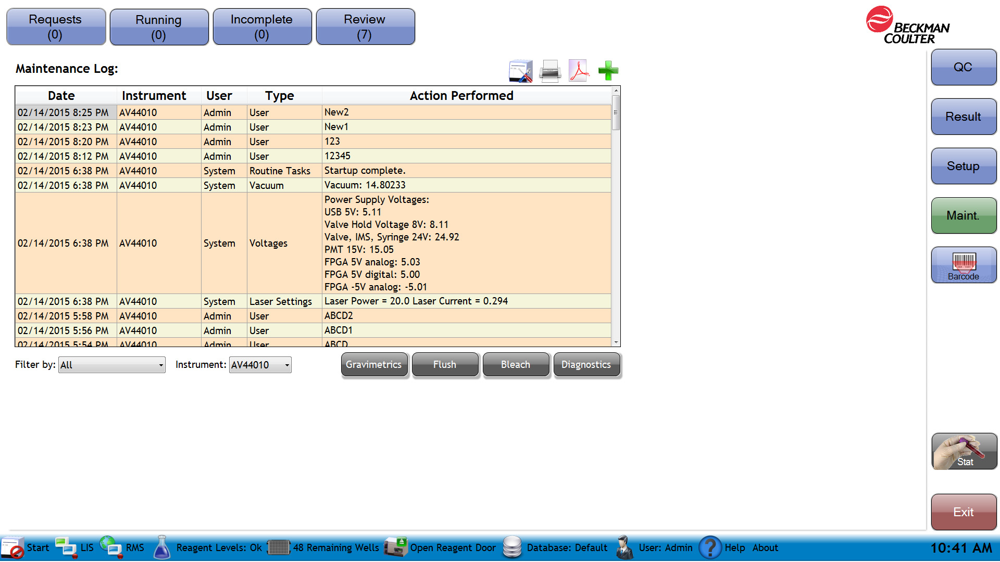 Requests
(0)
Running
(0)
Incomplete
(0)
Review
(7)
BECKMAN
COULTER
Maintenance Log:
Date Instrument User Type Action Performed
02/14/2015 8:25 PM AV44010 Admin User New2
02/14/2015 8:23 PM AV44010 Admin User New1
02/14/2015 8:20 PM AV44010 Admin User 123
02/14/2015 8:12 PM AV44010 Admin User 12345
02/14/2015 6:38 PM AV44010 System Routine Tasks Startup complete.
02/14/2015 6:38 PM AV44010 System Vacuum Vacuum: 14.80233
02/14/2015 6:38 PM AV44010 System Voltages Power Supply Voltages:
USB 5V: 5.11
Valve Hold Voltage 8V: 8.11
Valve, IMS, Syringe 24V: 24.92
PMT 15V: 15.05
FPGA 5V analog: 5.03
FPGA 5V digital: 5.00
FPGA -5V analog: -5.01
02/14/2015 6:38 PM AV44010 System Laser Settings Laser Power = 20.0 Laser Current = 0.294
02/14/2015 5:58 PM AV44010 Admin User ABCD2
02/14/2015 5:56 PM AV44010 Admin User ABCD1
02/14/2015 5:54 PM AV44010 Admin User ABCD
Filter by: All Instrument: AV44010 Gravimetrics Flush Bleach Diagnostics
QC
Result
Setup
Maint.
Barcode
Stat
Exit
Start LIS RMS Reagent Levels: Ok 48 Remaining Wells Open Reagent Door Database: Default User: Admin ? Help About 10:41 AM